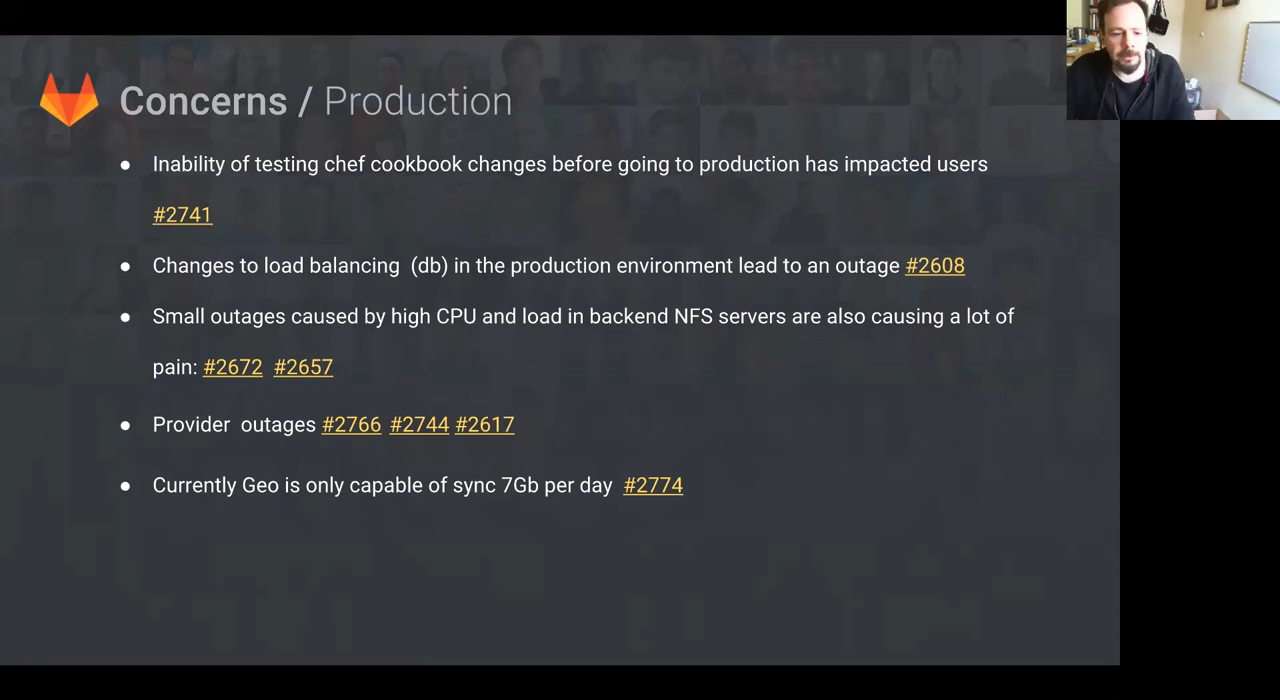 Concerns / Production
● Inability of testing chef cookbook changes before going to production has impacted users
#2741
● Changes to load balancing (db) in the production environment lead to an outage #2608
● Small outages caused by high CPU and load in backend NFS servers are also causing a lot of
pain: #2672 #2657
● Provider outages #2766 #2744 #2617
● Currently Geo is only capable of sync 7Gb per day #2774